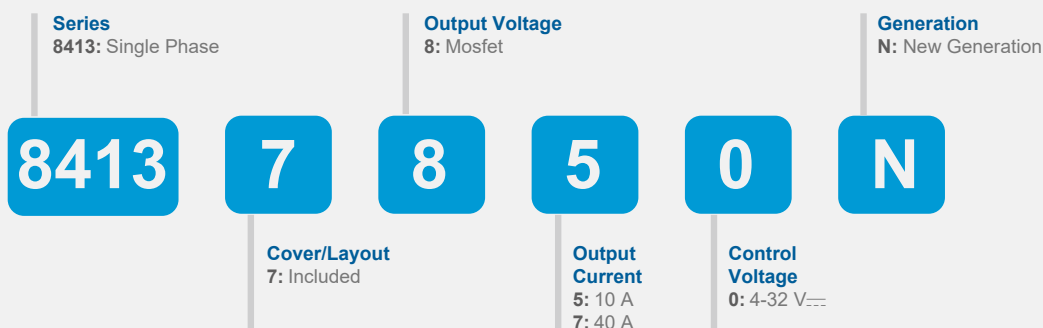 Series
8413: Single Phase
Output Voltage
8: Mosfet
Generation
N: New Generation
8413
7
8
5
0
N
Cover/Layout
7: Included
Output
Current
5: 10 A
7: 40 A
Control
Voltage
0: 4-32 V⎓